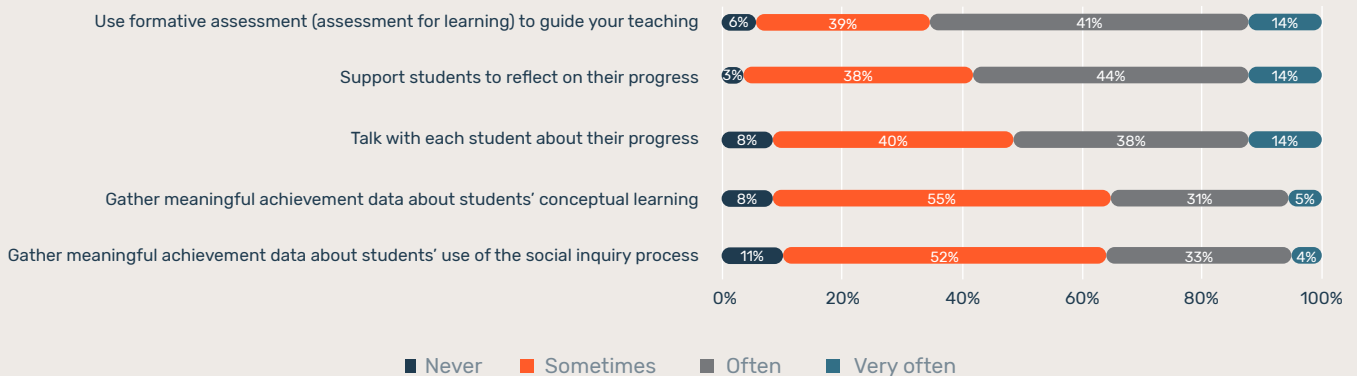 Use formative assessment (assessment for learning) to guide your teaching 6% 39% 41% 14%
Support students to reflect on their progress 3% 38% 44% 14%
Talk with each student about their progress 8% 40% 38% 14%
Gather meaningful achievement data about students’ conceptual learning 8% 55% 31% 5%
Gather meaningful achievement data about students’ use of the social inquiry process 11% 52% 33% 4%
0% 20% 40% 60% 80% 100%
Never Sometimes Often Very often